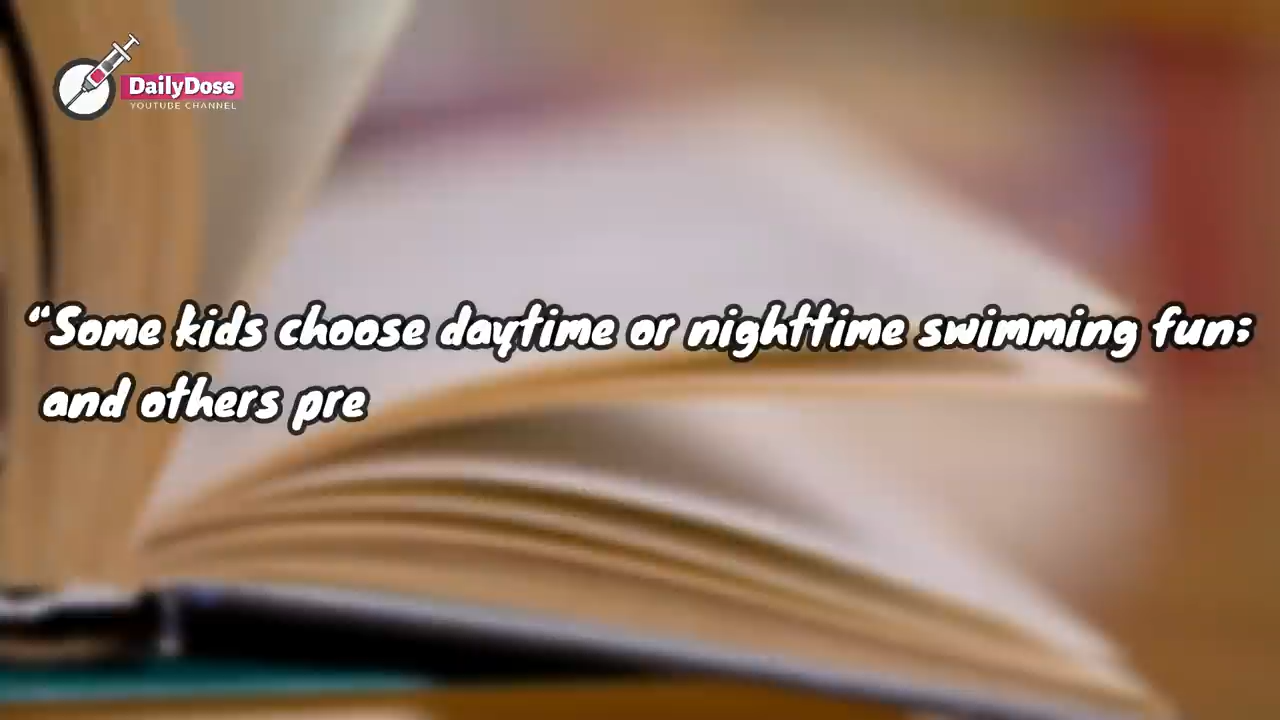 DailyDose
YOUTUBE CHANNEL
“Some kids choose daytime or nighttime swimming fun;
and others pre